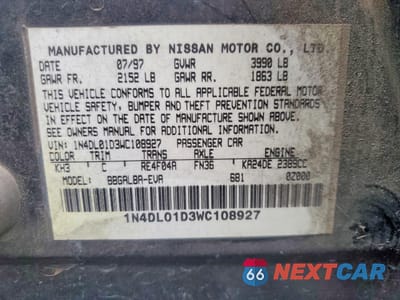 MANUFACTURED BY NISSAN MOTOR CO., LTD.
DATE 07/97 GVWR 3990 LB
GAWR FR. 2152 LB GAWR RR. 1863 LB
THIS VEHICLE CONFORMS TO ALL APPLICABLE FEDERAL MOTOR
VEHICLE SAFETY, BUMPER AND THEFT PREVENTION STANDARDS
IN EFFECT ON THE DATE OF MANUFACTURE SHOWN ABOVE.
SEE OWNERS MANUAL FOR ADDITIONAL INFORMATION.
VIN: 1N4DL01D3WC108927 PASSENGER CAR
COLOR TRIM TRANS AXLE ENGINE
KH3 C RE4F04A FN36 KA24DE 2389CC
MODEL: BBGALBA-EVA 681 0Z000
1N4DL01D3WC108927
66 NEXTCAR